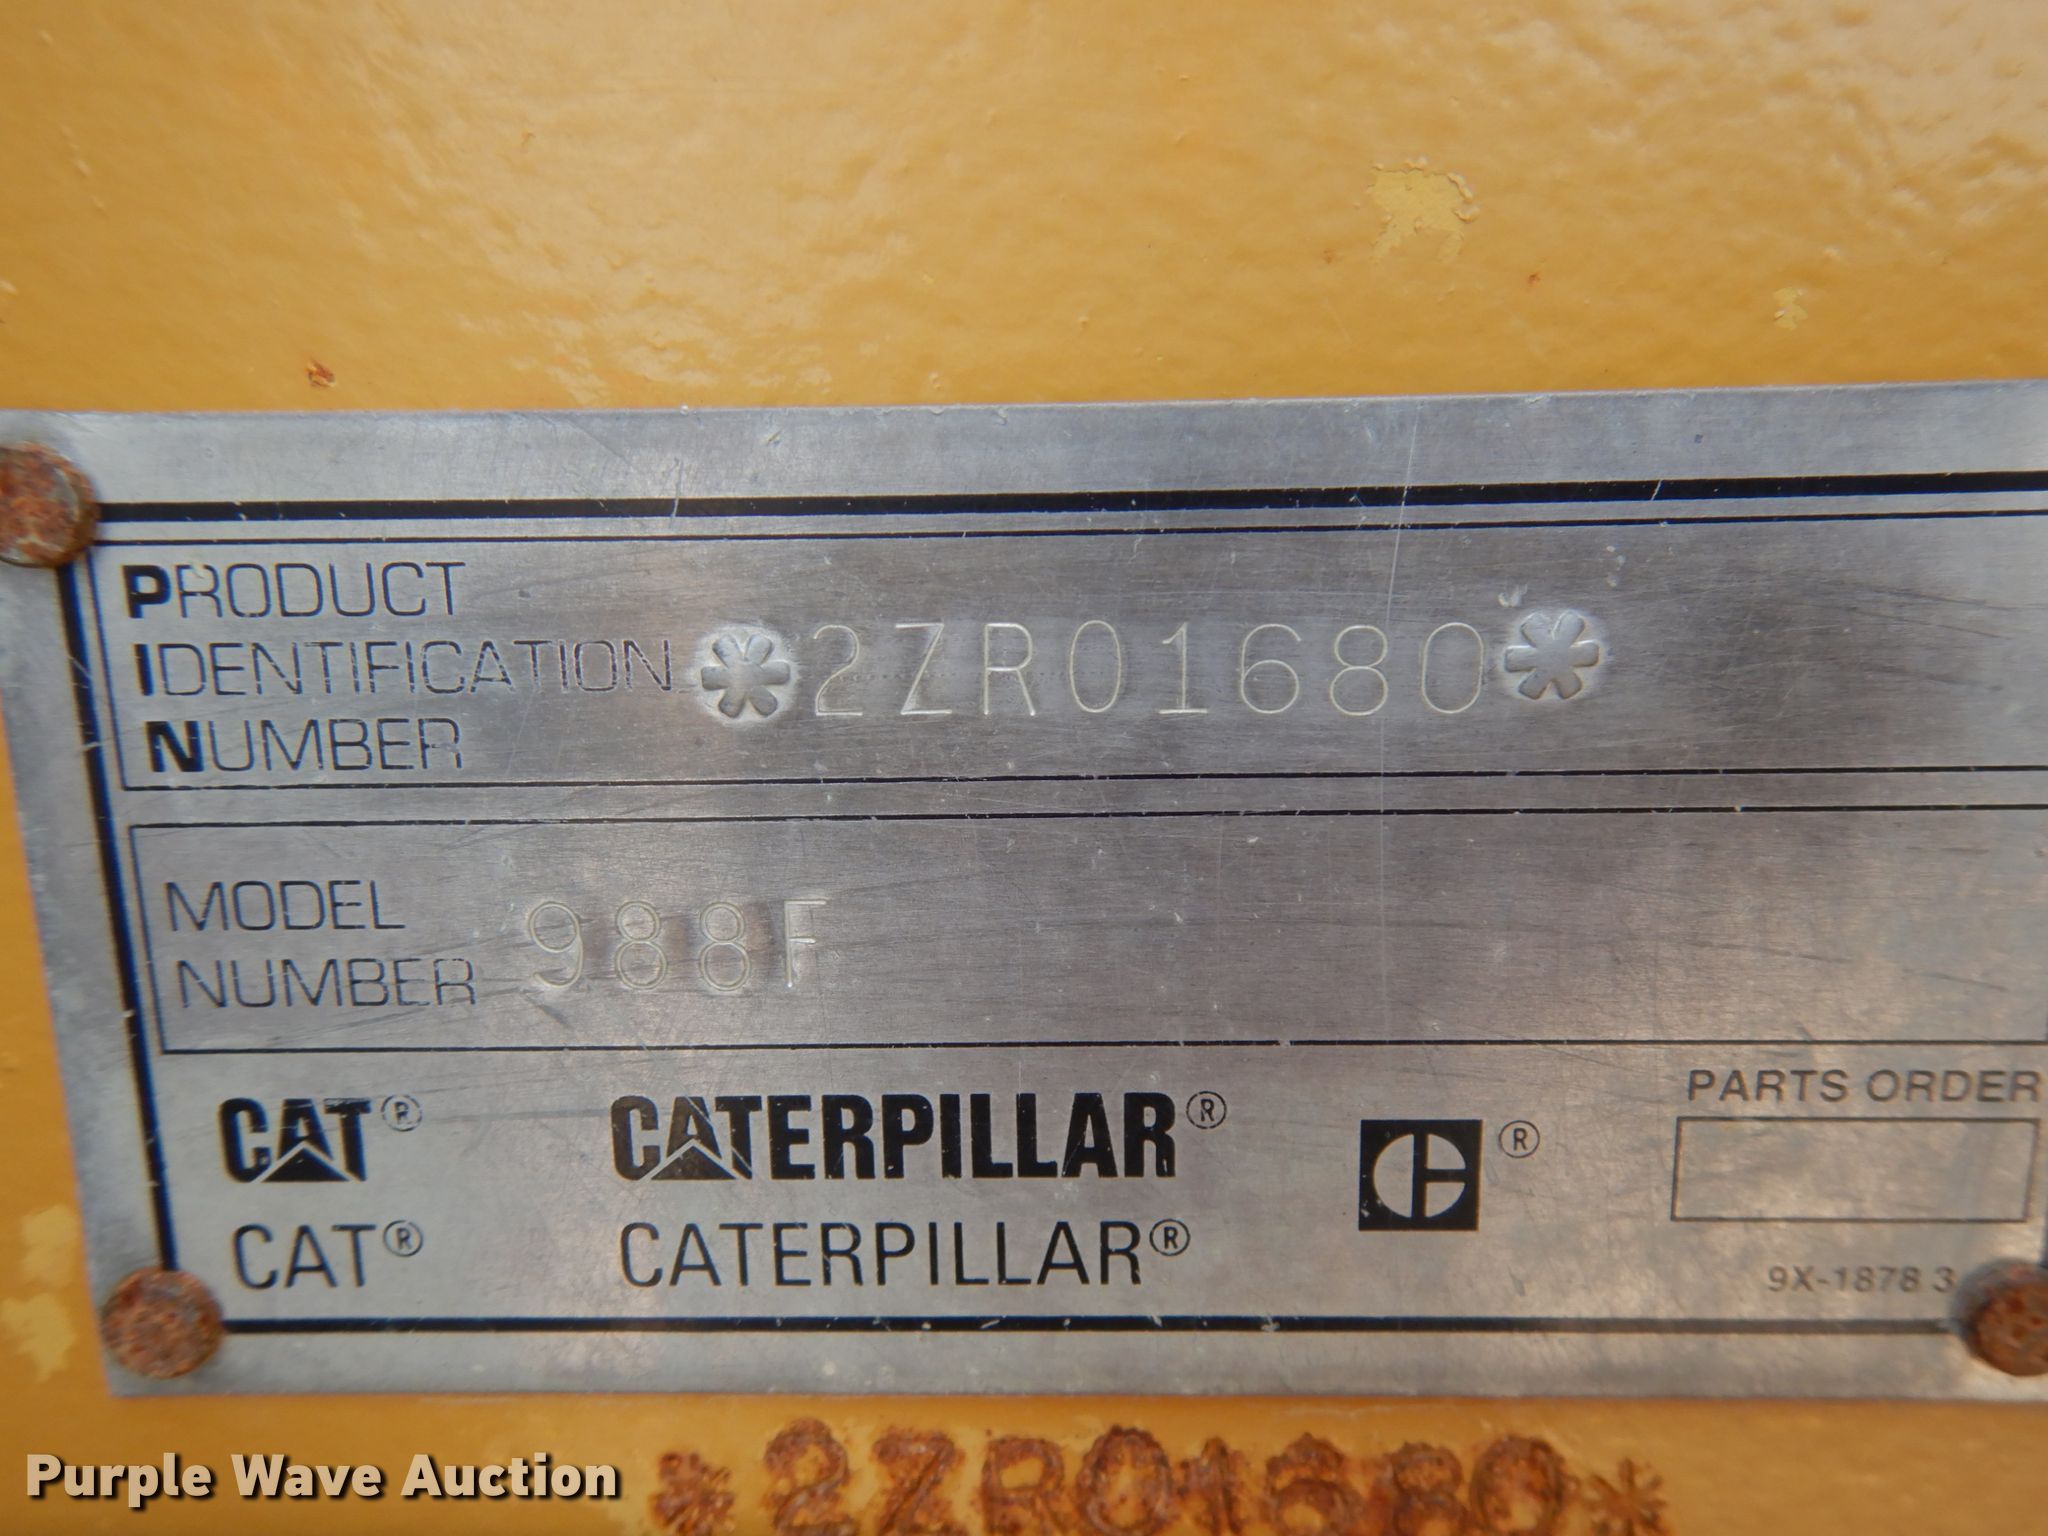 PRODUCT
IDENTIFICATION *2ZR01680*
NUMBER
MODEL
NUMBER 988F
CAT® CATERPILLAR® ®
CAT® CATERPILLAR®
PARTS ORDER
9X-1878 3
*2ZR01680*
Purple Wave Auction